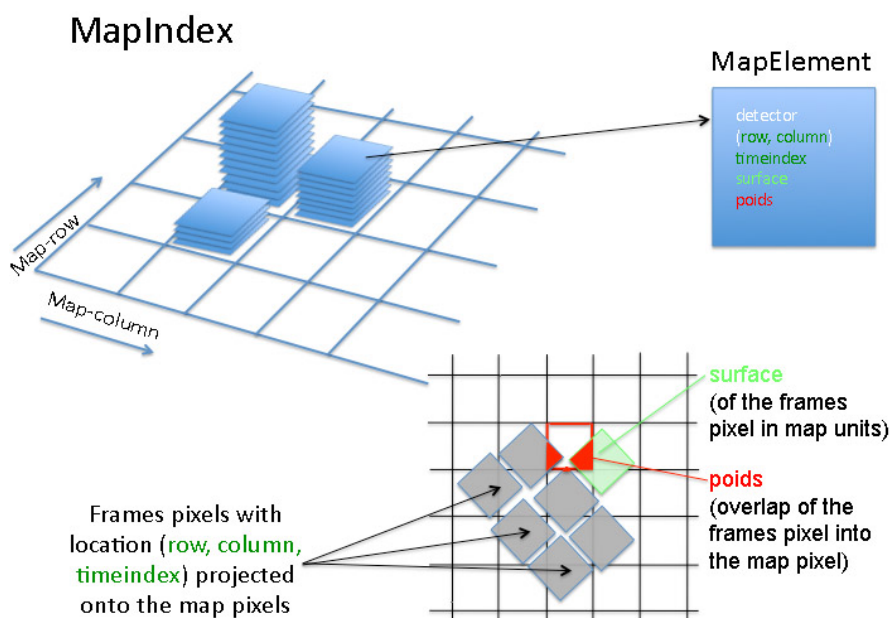 MapIndex
MapElement
detector
(row, column)
timeindex
surface
poids
Map-row
Map-column
surface
(of the frames
pixel in map units)
poids
(overlap of the
frames pixel into
the map pixel)
Frames pixels with
location (row, column,
timeindex) projected
onto the map pixels